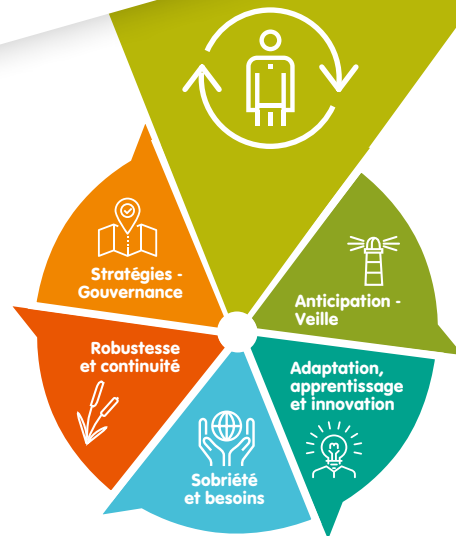 Stratégies -
Gouvernance
Anticipation -
Veille
Robustesse
et continuité
Adaptation,
apprentissage
et innovation
Sobriété
et besoins